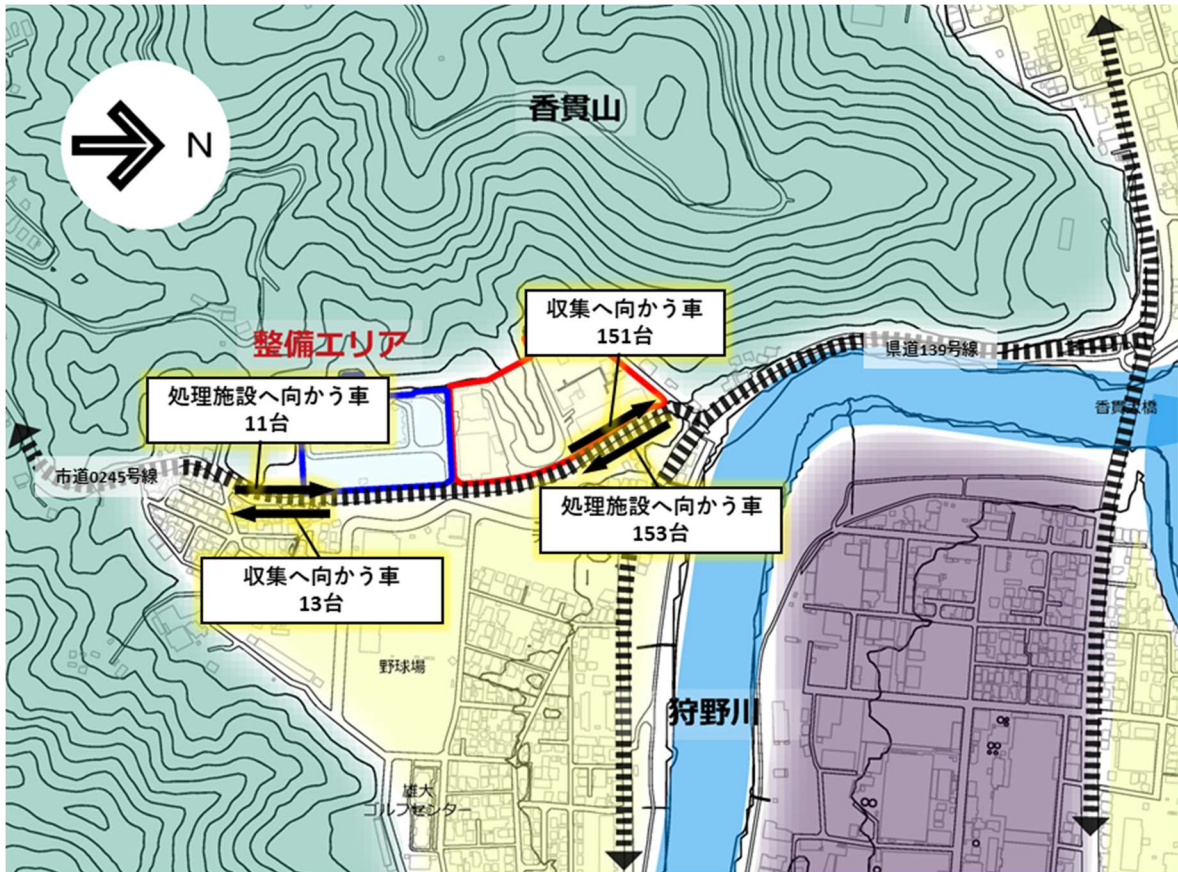 香貫山
N
収集へ向かう車
151台
整備エリア
県道139号線
処理施設へ向かう車
11台
香貫大橋
市道0245号線
処理施設へ向かう車
153台
収集へ向かう車
13台
野球場
狩野川
雄大
ゴルフセンター